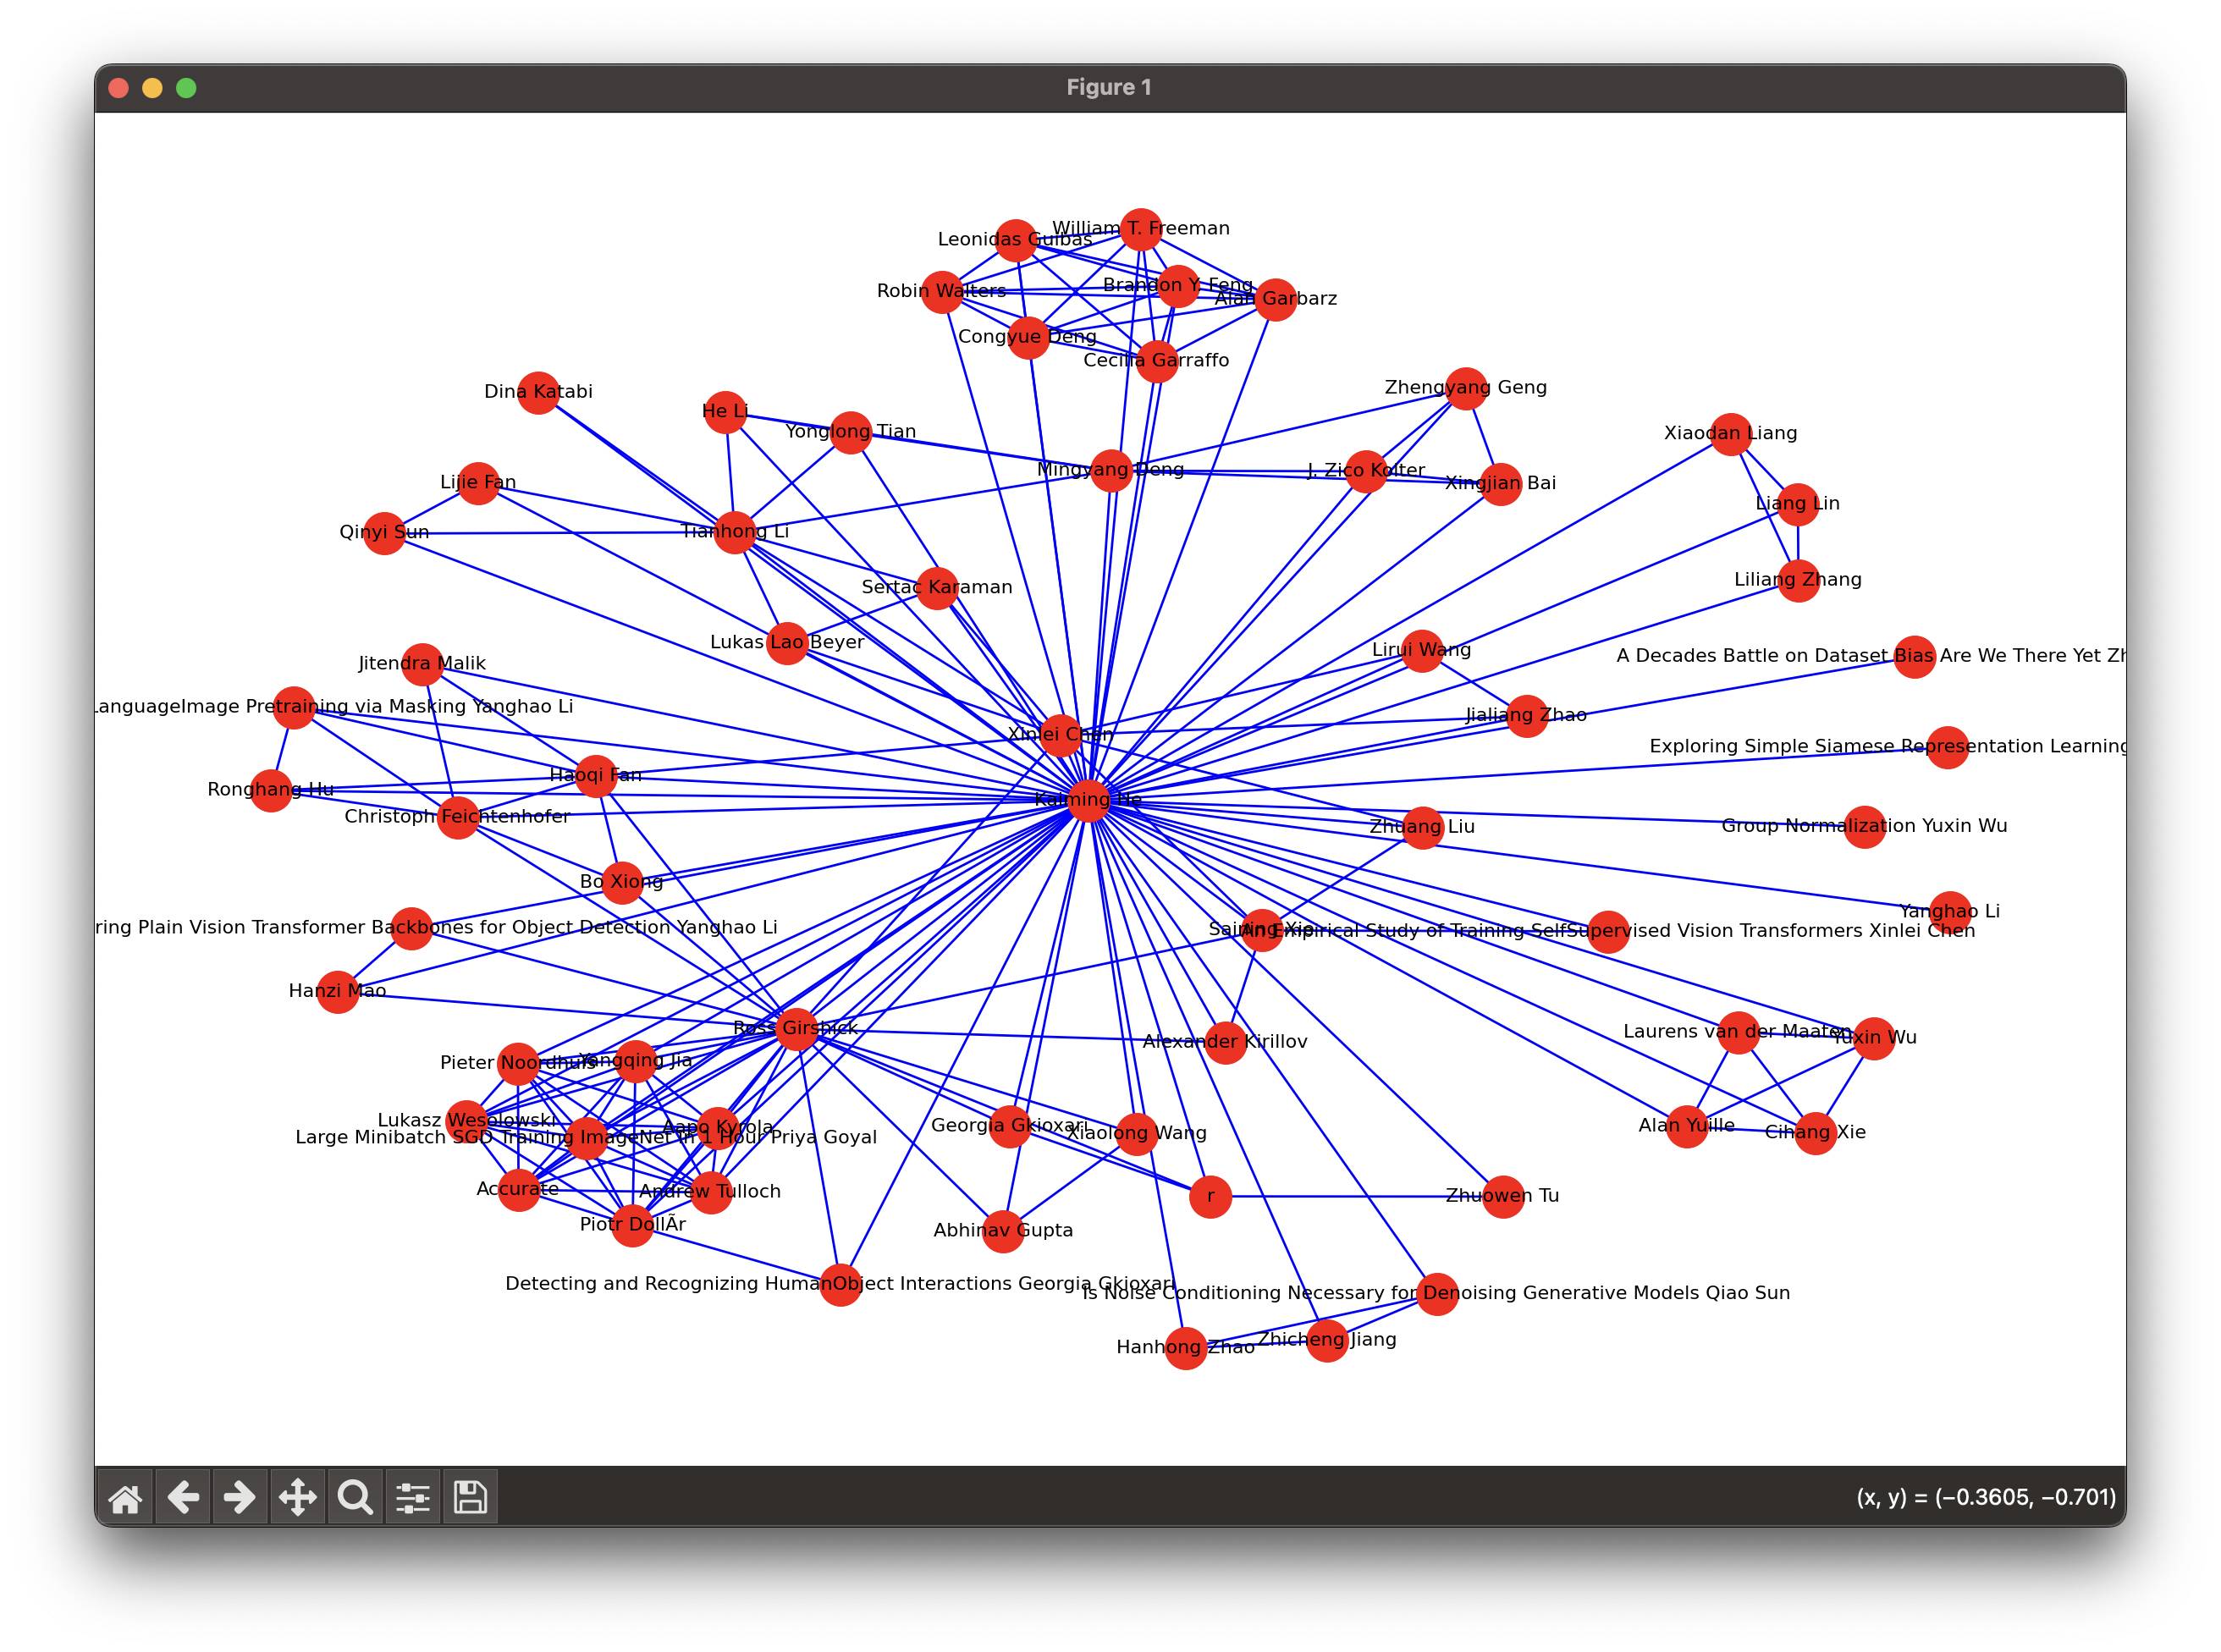 Figure 1
William T. Freeman
Leonidas Guibas
Brandon Y. Feng
Robin Walters
Alan Garbarz
Congyue Deng
Cecilia Garraffo
Zhengyang Geng
Dina Katabi
He Li
Yonglong Tian
Xiaodan Liang
Mingyang Deng
J. Zico Kolter
Lijie Fan
Xingjian Bai
Liang Lin
Qinyi Sun
Tianhong Li
Liliang Zhang
Sertac Karaman
Lukas Lao Beyer
Lirui Wang
A Decades Battle on Dataset Bias Are We There Yet
Jitendra Malik
LanguageImage Pretraining via Masking Yanghao Li
Jialiang Zhao
Xinlei Chen
Exploring Simple Siamese Representation Learning
Haoqi Fan
Ronghang Hu
Kaiming He
Christoph Feichtenhofer
Zhuang Liu
Group Normalization Yuxin Wu
Bo Xiong
Yanghao Li
ring Plain Vision Transformer Backbones for Object Detection Yanghao Li
Saining Xie
An Empirical Study of Training SelfSupervised Vision Transformers Xinlei Chen
Hanzi Mao
Ross Girshick
Laurens van der Maaten
Yuxin Wu
Alexander Kirillov
Pieter Noordhuis
Yangqing Jia
Lukasz Wesolowski
Aapo Kyrola
Large Minibatch SGD Training ImageNet in 1 Hour Priya Goyal
Georgia Gkioxari
Xiaolong Wang
Alan Yuille
Cihang Xie
Accurate
Andrew Tulloch
r
Zhuowen Tu
Piotr DollÃr
Abhinav Gupta
Detecting and Recognizing HumanObject Interactions Georgia Gkioxari
Is Noise Conditioning Necessary for Denoising Generative Models Qiao Sun
Hanhong Zhao
Zhicheng Jiang
(x, y) = (−0.3605, −0.701)